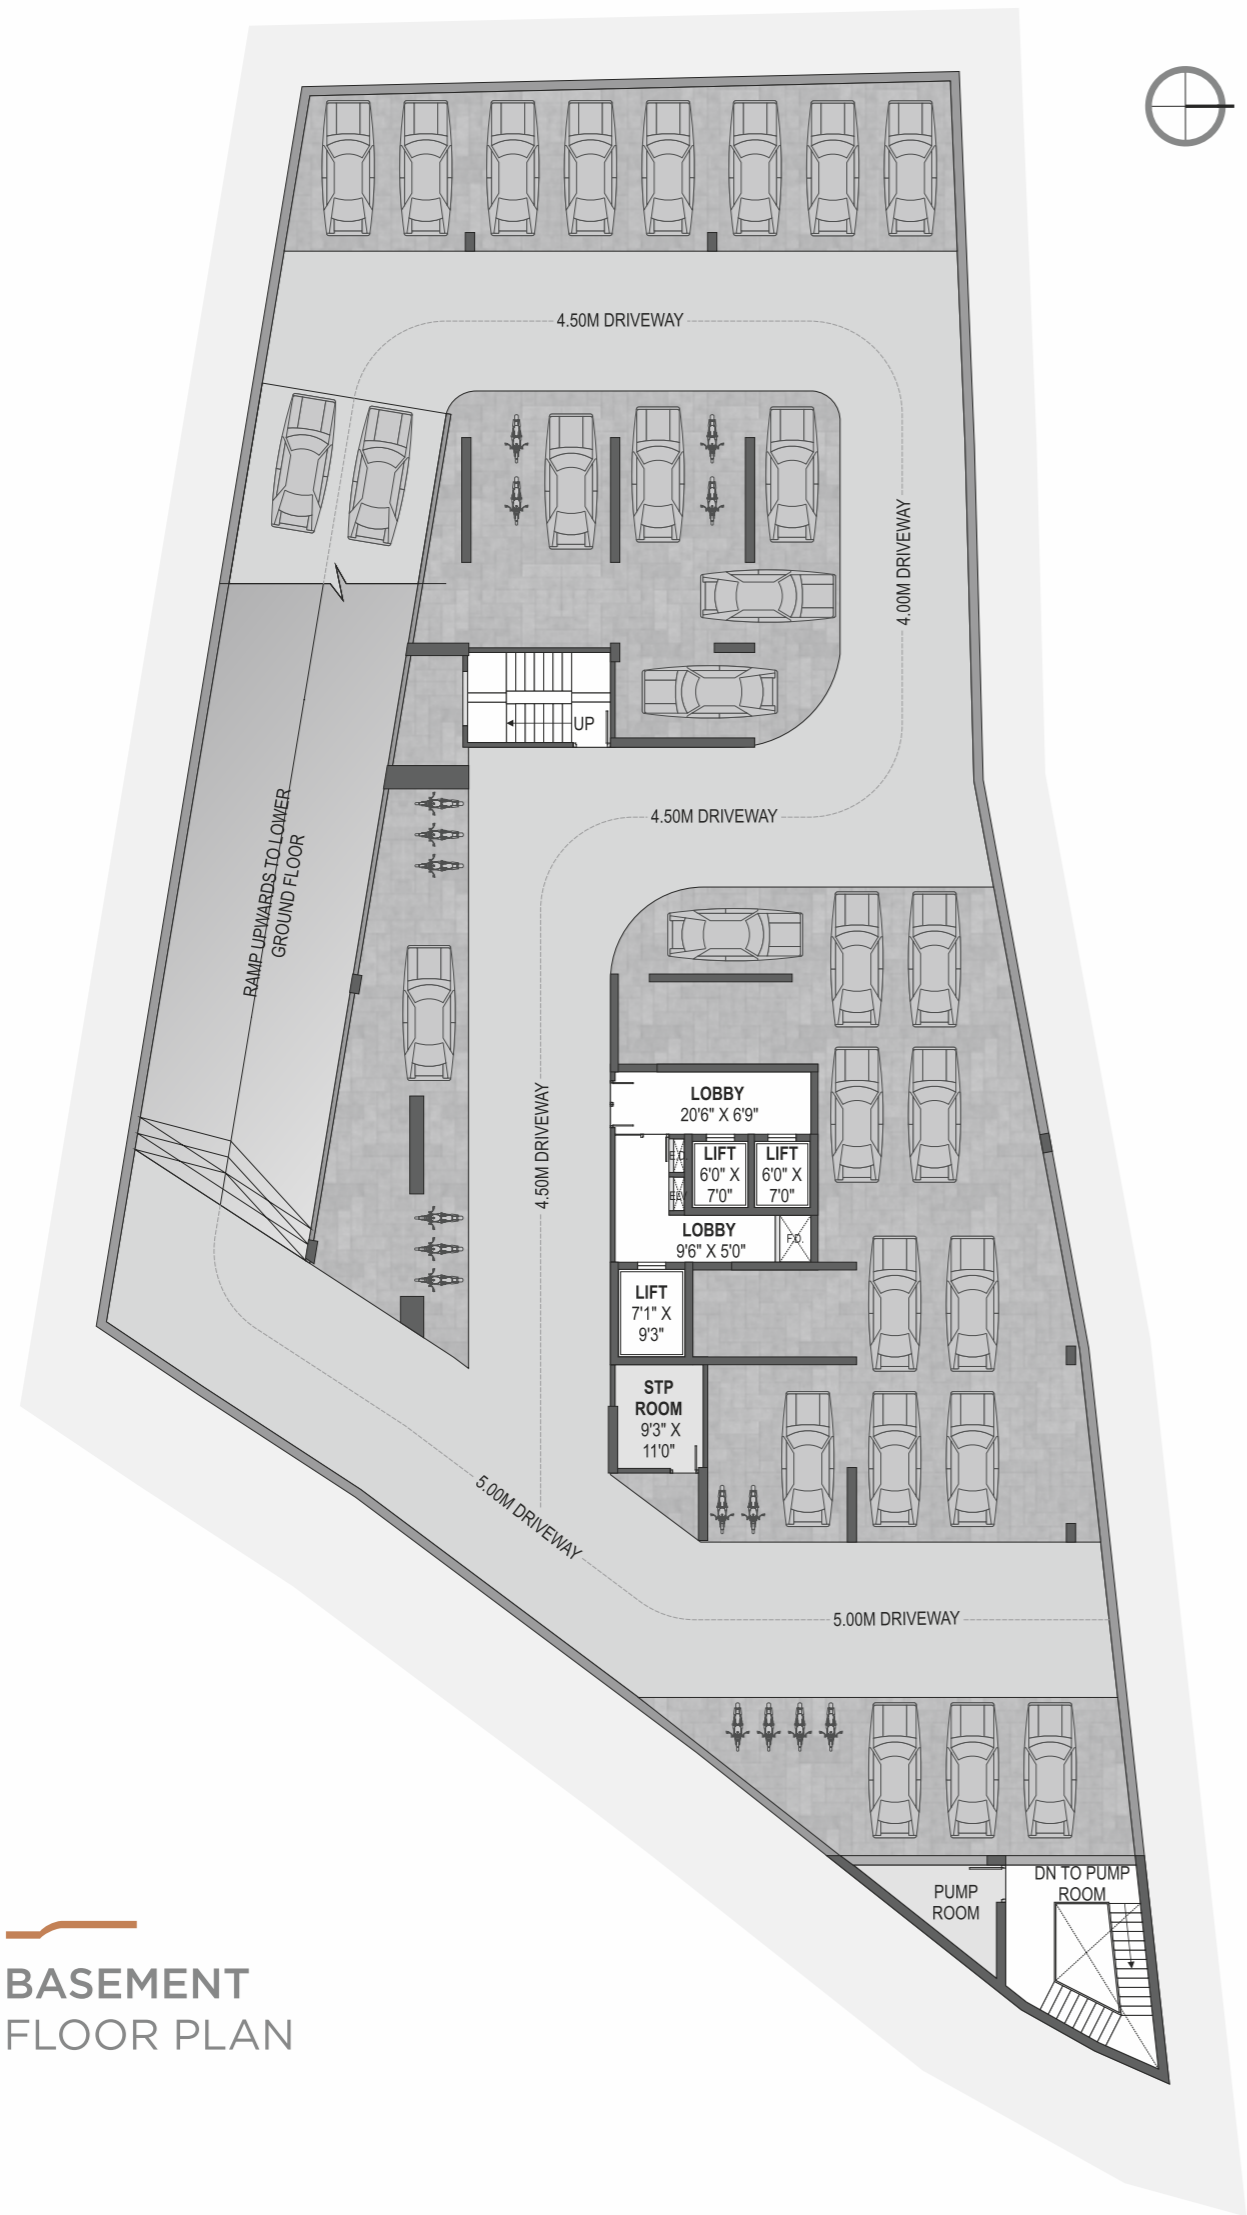 4.50M DRIVEWAY
4.00M DRIVEWAY
UP
4.50M DRIVEWAY
RAMP UPWARDS TO LOWER
GROUND FLOOR
4.50M DRIVEWAY
LOBBY
20'6" X 6'9"
E.D.
LIFT
6'0" X
7'0"
LIFT
6'0" X
7'0"
LOBBY
9'6" X 5'0"
F.D.
LIFT
7'1" X
9'3"
STP
ROOM
9'3" X
11'0"
5.00M DRIVEWAY
5.00M DRIVEWAY
PUMP
ROOM
DN TO PUMP
ROOM
BASEMENT
FLOOR PLAN